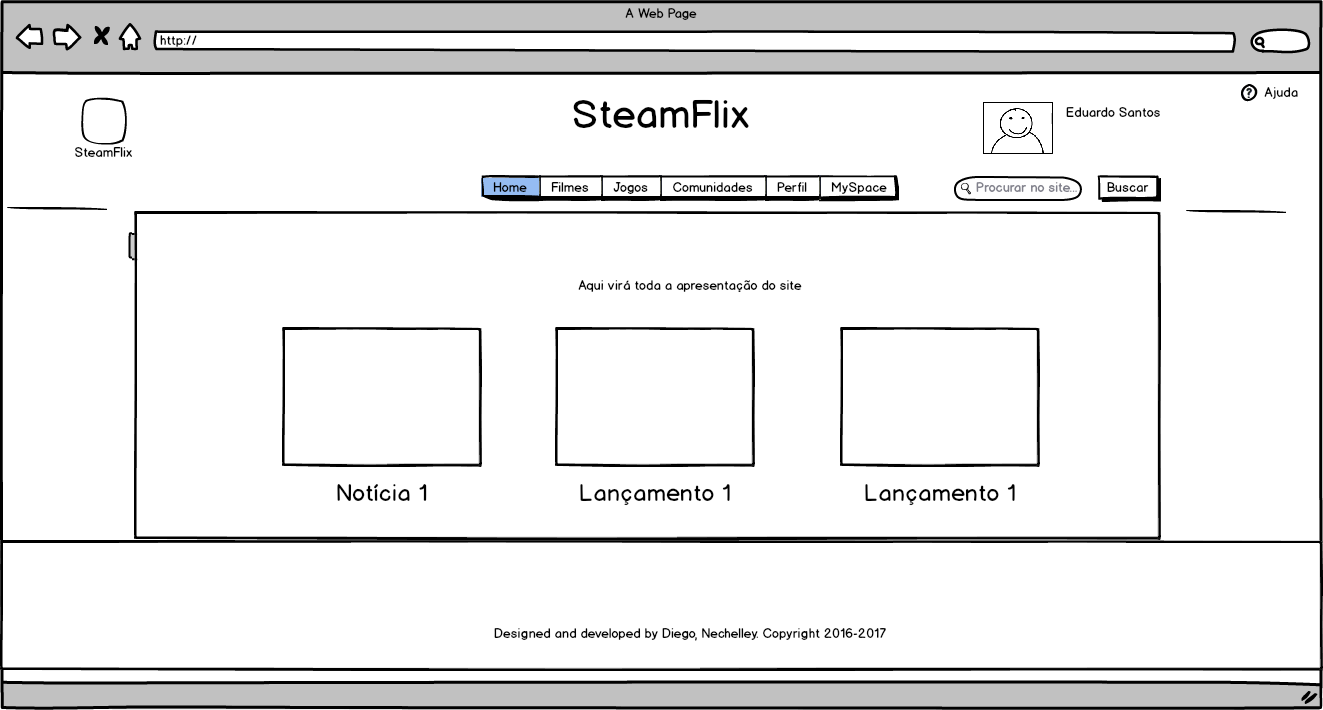 A Web Page
http://
Ajuda
SteamFlix
Eduardo Santos
SteamFlix
Home Filmes Jogos Comunidades Perfil MySpace
Procurar no site...
Buscar
Aqui virá toda a apresentação do site
Notícia 1
Lançamento 1
Lançamento 1
Designed and developed by Diego, Nechelley. Copyright 2016-2017